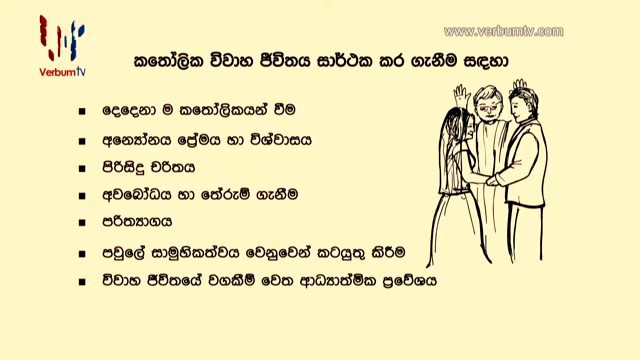 VerbumTV
www.verbumtv.com
කතෝලික විවාහ ජීවිතය සාර්ථක කර ගැනීම සඳහා
දෙදෙනා ම කතෝලිකයන් වීම
අන්‍යෝනය ප්‍රේමය හා විශ්වාසය
පිරිසිදු චරිතය
අවබෝධය හා තේරුම් ගැනීම
පරිත්‍යාගය
පවුලේ සාමූහිකත්වය වෙනුවෙන් කටයුතු කිරීම
විවාහ ජීවිතයේ වගකීම් වෙත ආධ්‍යාත්මික ප්‍රවේශය